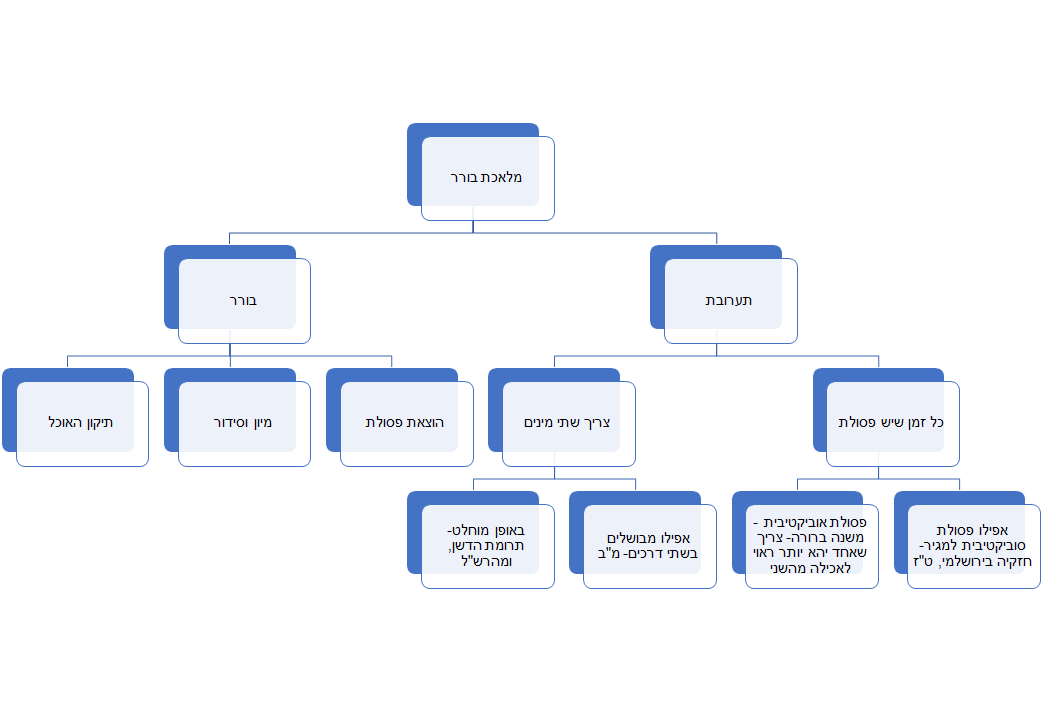 מלאכת בורר
תערובת
בורר
כל זמן שיש פסולת
צריך שתי מינים
הוצאת פסולת
מיון וסידור
תיקון האוכל
אפילו פסולת
סוביקטיבית למגיר-
חזקיה בירושלמי, ט"ז
פסולת אוביקטיבית -
משנה ברורה- צריך
שאחד יהא יותר ראוי
לאכילה מהשני
אפילו מבושלים
בשתי דרכים- מ"ב
באופן מוחלט-
תרומת הדשן,
ומהרש"ל